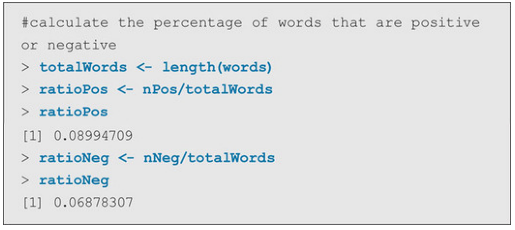 #calculate the percentage of words that are positive
or negative
> totalWords <- length(words)
> ratioPos <- nPos/totalWords
> ratioPos
[1] 0.08994709
> ratioNeg <- nNeg/totalWords
> ratioNeg
[1] 0.06878307